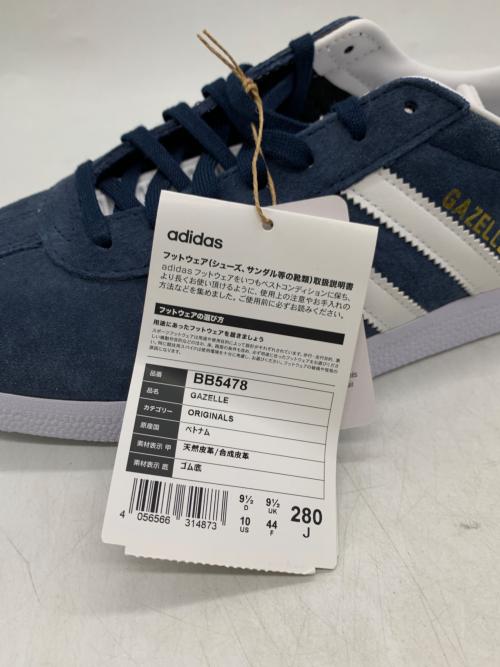 GAZELLE
adidas
フットウェア(シューズ、サンダル等の靴類)取扱説明書
adidas フットウェアをいつもベストコンディションに保ち、
より長くお使い頂けるように、使用上の注意やお手入れの
方法などを集めました。ご使用前に必ずお読みください。
フットウェアの選び方
用途にあったフットウェアを履きましょう
品番 BB5478
品名 GAZELLE
カテゴリー ORIGINALS
原産国 ベトナム
素材表示 甲 天然皮革/合成皮革
素材表示 底 ゴム底
9½ D 9½ UK 280 J
10 US 44 F
4 056566 314873